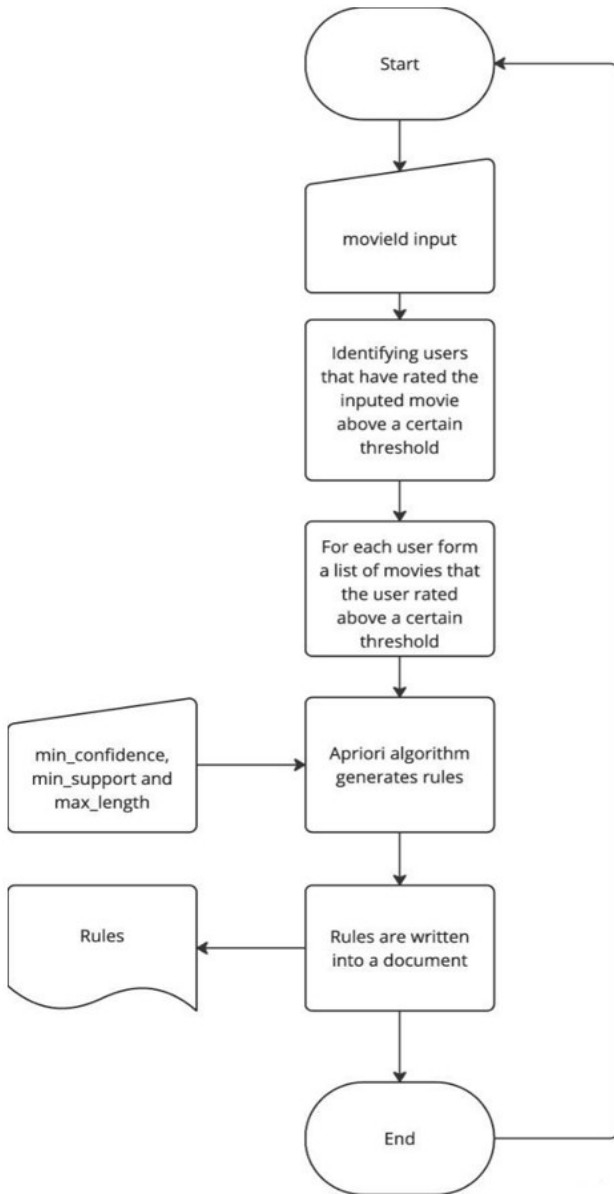 Start
movieId input
Identifying users
that have rated the
inputed movie
above a certain
threshold
For each user form
a list of movies that
the user rated
above a certain
threshold
min_confidence,
min_support and
max_length
Apriori algorithm
generates rules
Rules
Rules are written
into a document
End